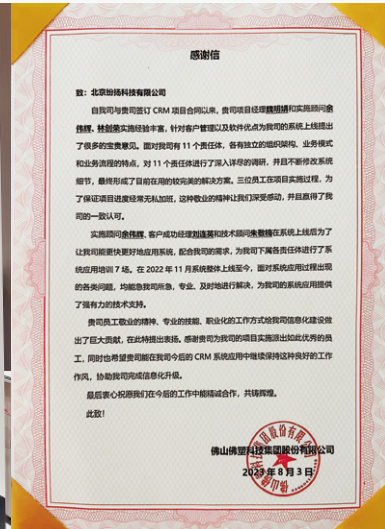 感谢信
致：北京纷扬科技有限公司
自我司与贵司签订 CRM 项目合同以来，贵司项目经理魏明娟和实施顾问余
伟辉、林剑荣实施经验丰富，针对客户管理以及软件优点为我司的系统上线提出
了很多的宝贵意见。面对我司有 11 个责任体，各有独立的组织架构、业务模式
和业务流程的特点，对 11 个责任体进行了深入详尽的调研，并且不断修改系统
细节，最终形成了目前在用的较完美的解决方案。三位员工在项目实施过程，为
了保证项目进度经常无私加班，这种敬业的精神让我们深受感动，并且赢得了我
司的一致认可。
实施顾问余伟辉、客户成功经理刘连英和技术顾问朱敬楠在系统上线后为了
让我司能更快更好地应用系统，配合我司的需求，为我司下属各责任体进行了系
统应用培训 7 场。在 2022 年 11 月系统整体上线至今，面对系统应用过程出现
的各类问题，均能急我司所急，专业、及时地进行解决，为我司的系统应用提供
了强有力的技术支持。
贵司员工敬业的精神、专业的技能、职业化的工作方式给我司信息化建设做
出了巨大贡献，在此特提出表扬。感谢贵司为我司的项目实施派出如此优秀的员
工，同时也希望贵司能在我司今后的 CRM 系统应用中继续保持这种良好的工作
作风，协助我司完成信息化升级。
最后衷心祝愿我们在今后的工作中能精诚合作，共铸辉煌。
此致！
佛山佛塑科技集团股份有限公司
2023 年 8 月 3 日